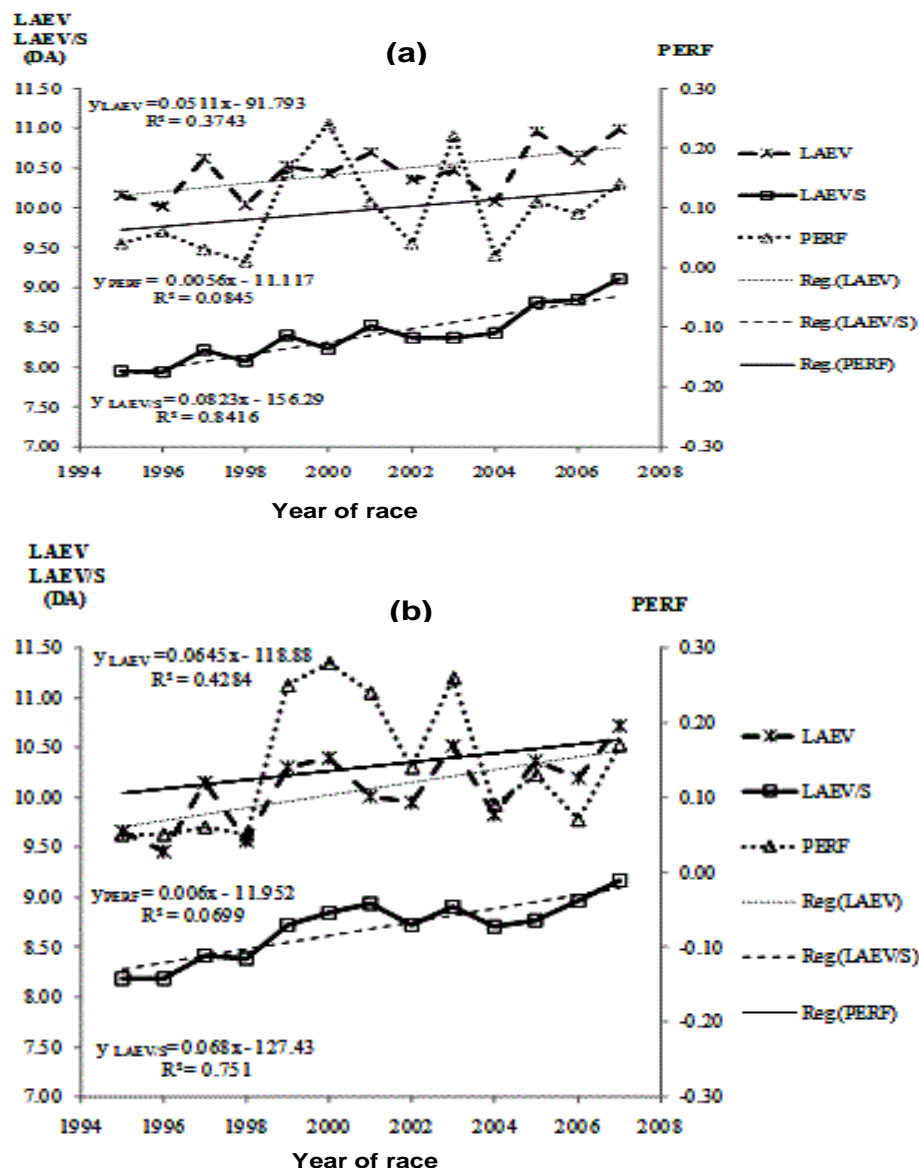 LAEV
LAEV/S
(DA)
(a)
PERF
11.50
11.00
10.50
10.00
9.50
9.00
8.50
8.00
7.50
7.00
y LAEV =0.0511x - 91.793
R² = 0.3743
y PERF = 0.0056x - 11.117
R² = 0.0845
y LAEV/S = 0.0823x - 156.29
R² = 0.8416
0.30
0.20
0.10
0.00
-0.10
-0.20
-0.30
1994 1996 1998 2000 2002 2004 2006 2008
Year of race
LAEV
LAEV/S
PERF
Reg.(LAEV)
Reg.(LAEV/S)
Reg.(PERF)
LAEV
LAEV/S
(DA)
(b)
PERF
11.50
11.00
10.50
10.00
9.50
9.00
8.50
8.00
7.50
7.00
y LAEV =0.0645x - 118.88
R² = 0.4284
y PERF = 0.006x - 11.952
R² = 0.0699
y LAEV/S =0.068x - 127.43
R² = 0.751
0.30
0.20
0.10
0.00
-0.10
-0.20
-0.30
1994 1996 1998 2000 2002 2004 2006 2008
Year of race
LAEV
LAEV/S
PERF
Reg(LAEV)
Reg(LAEV/S)
Reg(PERF)